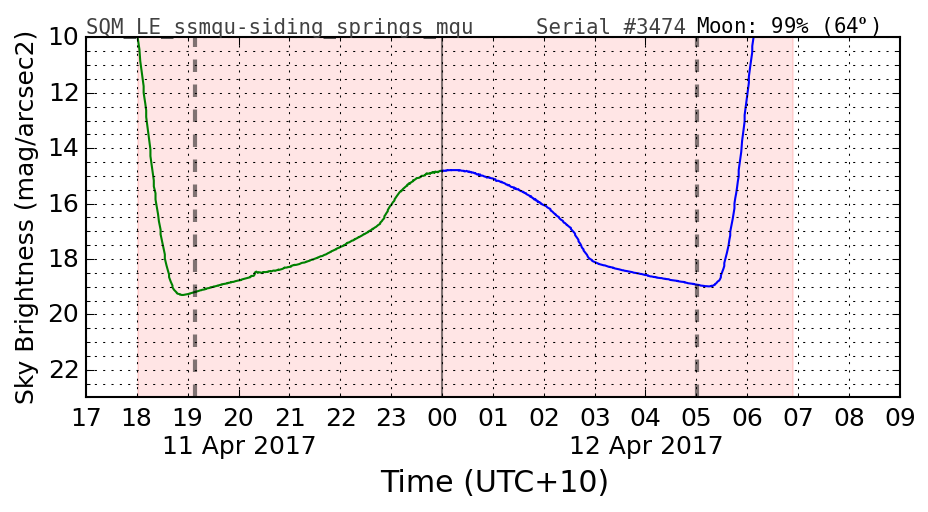 SQM_LE_ssmqu-siding_springs_mqu Serial #3474 Moon: 99% (64°)
Sky Brightness (mag/arcsec2)
10
12
14
16
18
20
22
17 18 19 20 21 22 23 00 01 02 03 04 05 06 07 08 09
11 Apr 2017 12 Apr 2017
Time (UTC+10)